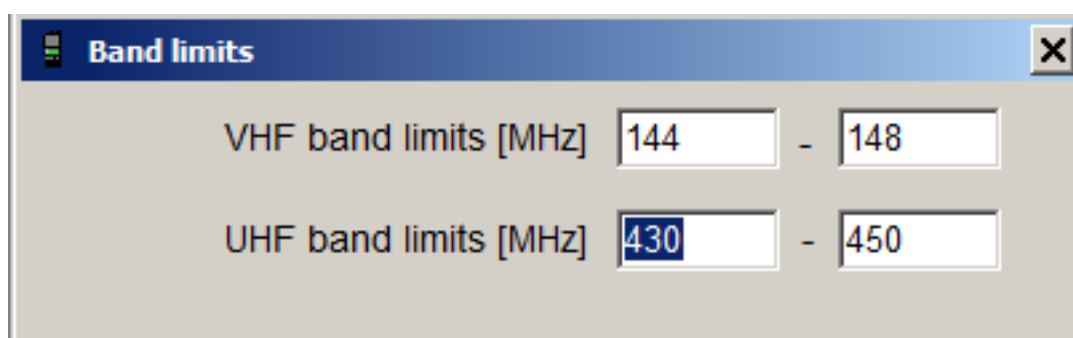 Band limits
VHF band limits [MHz] 144 - 148
UHF band limits [MHz] 430 - 450